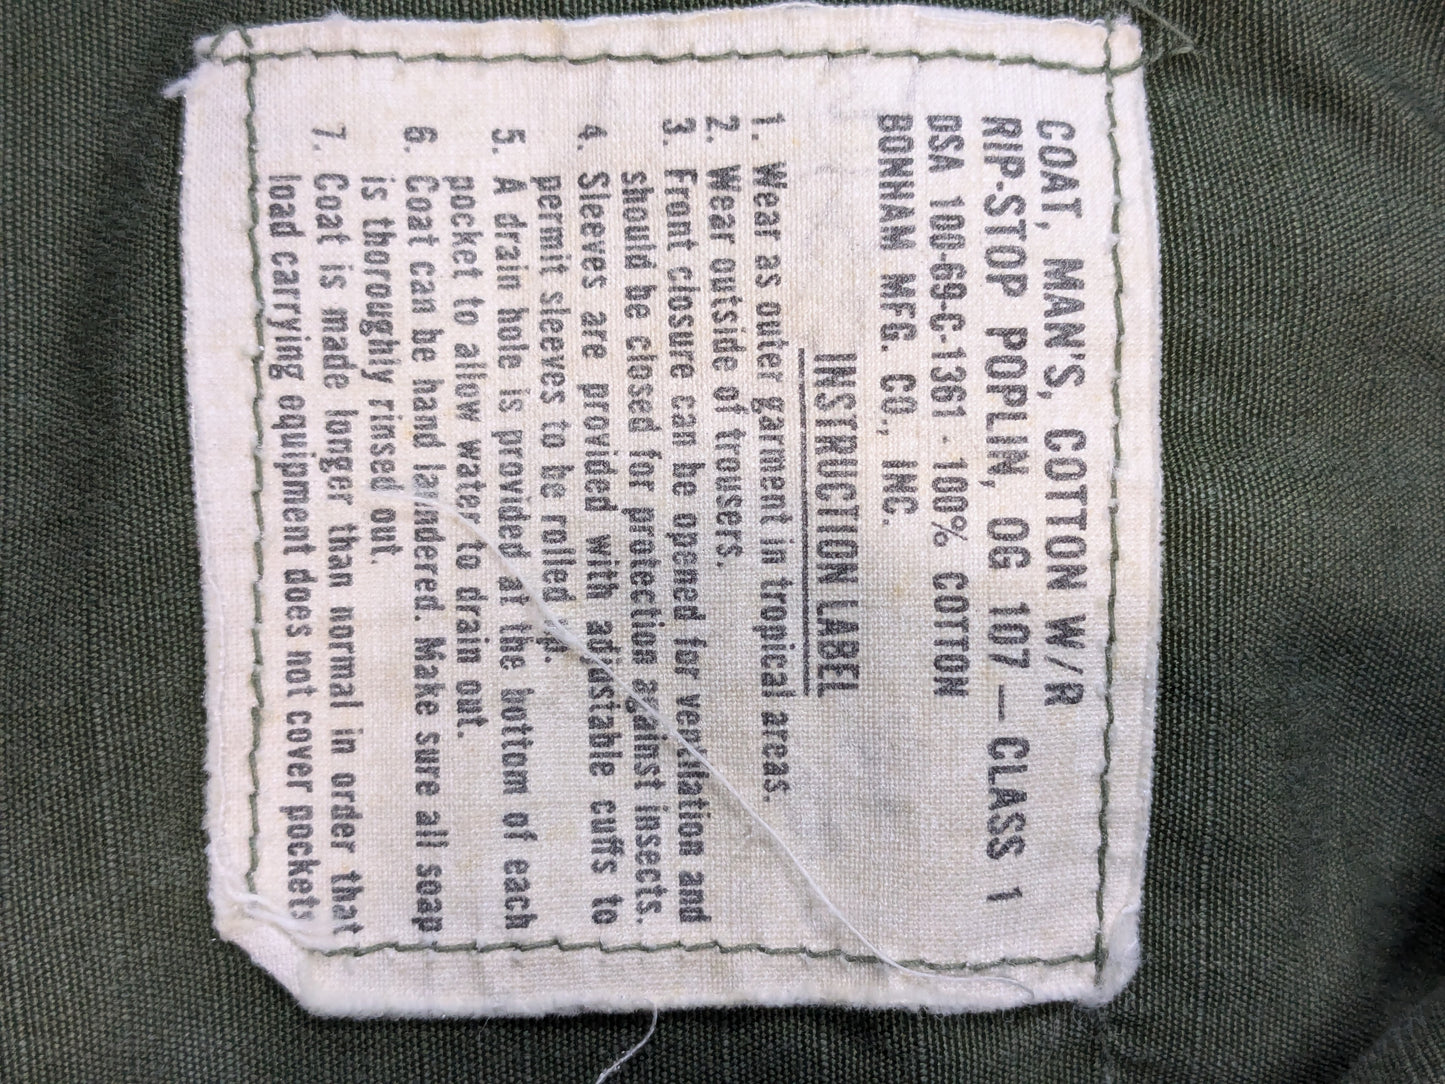 COAT, MAN'S, COTTON W/R
RIP-STOP POPLIN, OG 107 — CLASS 1
DSA 100-69-C-1361 · 100% COTTON
BONHAM MFG. CO., INC.
INSTRUCTION LABEL
1. Wear as outer garment in tropical areas.
2. Wear outside of trousers.
3. Front closure can be opened for ventilation and
should be closed for protection against insects.
4. Sleeves are provided with adjustable cuffs to
permit sleeves to be rolled up.
5. A drain hole is provided at the bottom of each
pocket to allow water to drain out.
6. Coat can be hand laundered. Make sure all soap
is thoroughly rinsed out.
7. Coat is made longer than normal in order that
load carrying equipment does not cover pockets